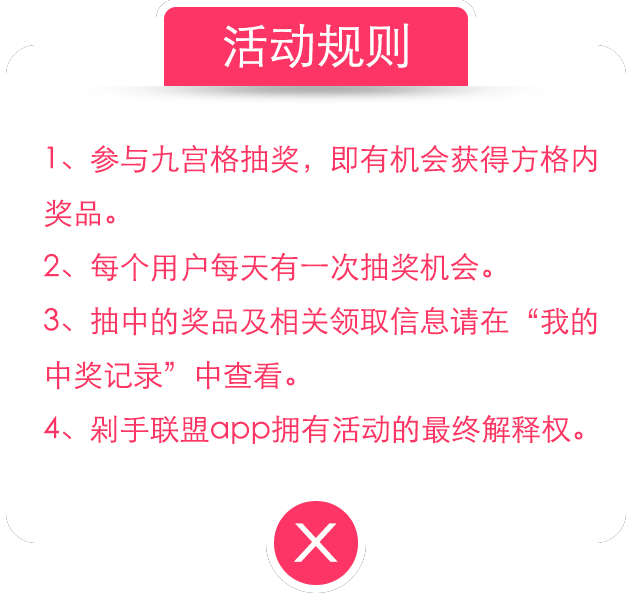 活动规则
1、参与九宫格抽奖，即有机会获得方格内
奖品。
2、每个用户每天有一次抽奖机会。
3、抽中的奖品及相关领取信息请在“我的
中奖记录”中查看。
4、剁手联盟app拥有活动的最终解释权。